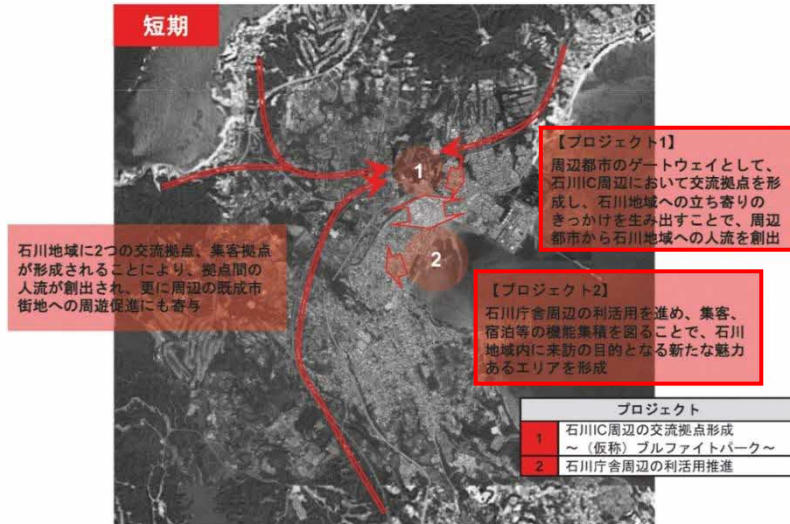 短期
1
2
【プロジェクト1】
周辺都市のゲートウェイとして、
石川IC周辺において交流拠点を形
成し、石川地域への立ち寄りの
きっかけを生み出すことで、周辺
都市から石川地域への人流を創出
石川地域に2つの交流拠点、集客拠点
が形成されることにより、拠点間の
人流が創出され、更に周辺の既成市
街地への周遊促進にも寄与
【プロジェクト2】
石川庁舎周辺の利活用を進め、集客、
宿泊等の機能集積を図ることで、石川
地域内に来訪の目的となる新たな魅力
あるエリアを形成
プロジェクト
1 石川IC周辺の交流拠点形成
～（仮称）ブルファイトパーク～
2 石川庁舎周辺の利活用推進